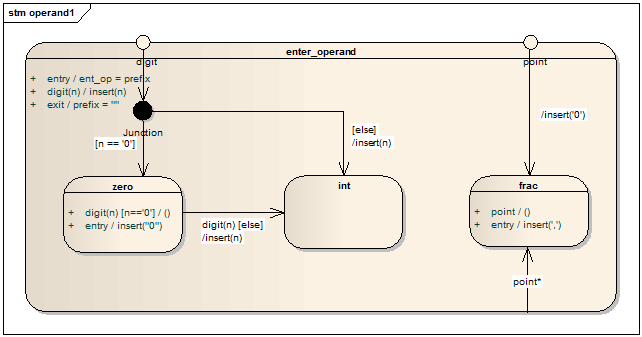 stm operand1
enter_operand
digit
point
+ entry / ent_op = prefix
+ digit(n) / insert(n)
+ exit / prefix = ""
Junction
[n == '0']
[else]
/insert(n)
/insert('0')
zero
+ digit(n) [n=='0'] / ()
+ entry / insert("0")
digit(n) [else]
/insert(n)
int
frac
+ point / ()
+ entry / insert(',')
point*